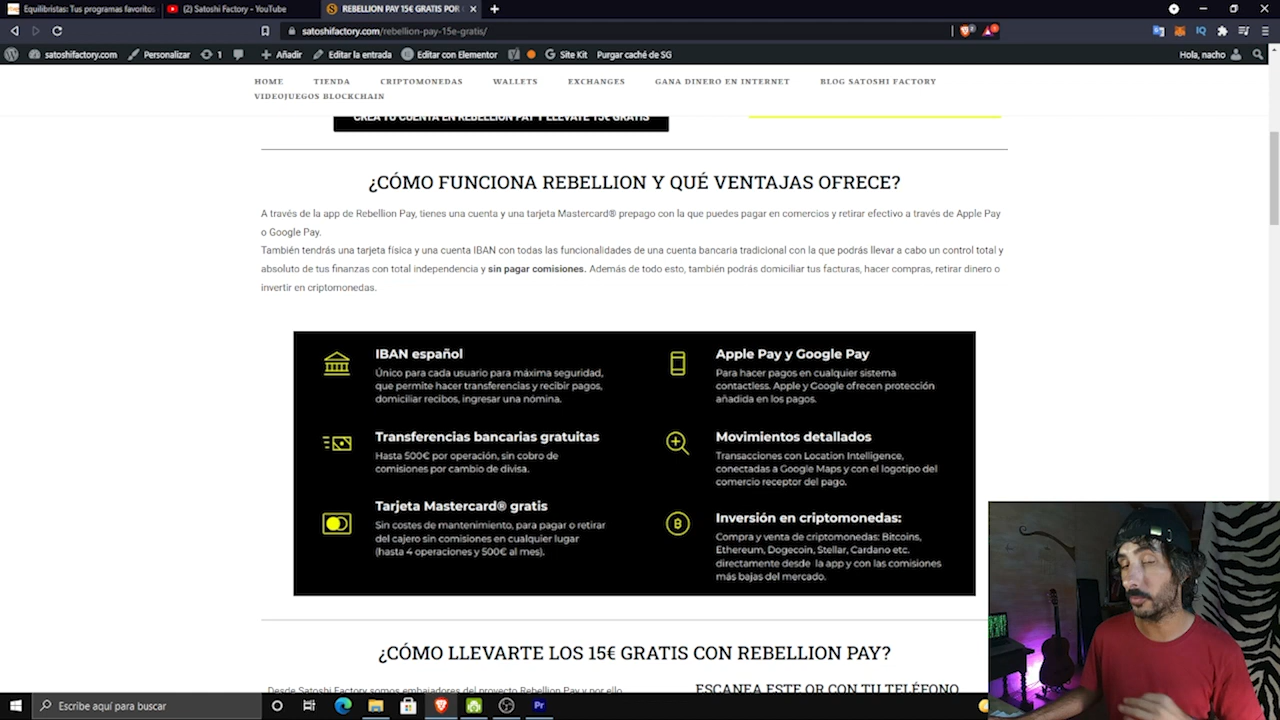 Equilibristas: Tus programas favoritos
(2) Satoshi Factory - YouTube
REBELLION PAY 15€ GRATIS POR
satoshifactory.com/rebellion-pay-15e-gratis/
satoshifactory.com
Personalizar
1
Añadir
Editar la entrada
Editar con Elementor
Site Kit
Purgar caché de SG
Hola, nacho
HOME
TIENDA
CRIPTOMONEDAS
WALLETS
EXCHANGES
GANA DINERO EN INTERNET
BLOG SATOSHI FACTORY
VIDEOJUEGOS BLOCKCHAIN
CREA TU CUENTA EN REBELLION PAY Y LLÉVATE 15€ GRATIS
¿CÓMO FUNCIONA REBELLION Y QUÉ VENTAJAS OFRECE?
A través de la app de Rebellion Pay, tienes una cuenta y una tarjeta Mastercard® prepago con la que puedes pagar en comercios y retirar efectivo a través de Apple Pay
o Google Pay.
También tendrás una tarjeta física y una cuenta IBAN con todas las funcionalidades de una cuenta bancaria tradicional con la que podrás llevar a cabo un control total y
absoluto de tus finanzas con total independencia y sin pagar comisiones. Además de todo esto, también podrás domiciliar tus facturas, hacer compras, retirar dinero o
invertir en criptomonedas.
IBAN español
Único para cada usuario para máxima seguridad,
que permite hacer transferencias y recibir pagos,
domiciliar recibos, ingresar una nómina.
Transferencias bancarias gratuitas
Hasta 500€ por operación, sin cobro de
comisiones por cambio de divisa.
Tarjeta Mastercard® gratis
Sin costes de mantenimiento, para pagar o retirar
del cajero sin comisiones en cualquier lugar
(hasta 4 operaciones y 500€ al mes).
Apple Pay y Google Pay
Para hacer pagos en cualquier sistema
contactless. Apple y Google ofrecen protección
añadida en los pagos.
Movimientos detallados
Transacciones con Location Intelligence,
conectadas a Google Maps y con el logotipo del
comercio receptor del pago.
Inversión en criptomonedas:
Compra y venta de criptomonedas: Bitcoins,
Ethereum, Dogecoin, Stellar, Cardano etc.
directamente desde la app y con las comisiones
más bajas del mercado.
¿CÓMO LLEVARTE LOS 15€ GRATIS CON REBELLION PAY?
Desde Satoshi Factory somos embajadores del proyecto Rebellion Pay y por ello
ESCANEA ESTE QR CON TU TELÉFONO
Escribe aquí para buscar
Pr